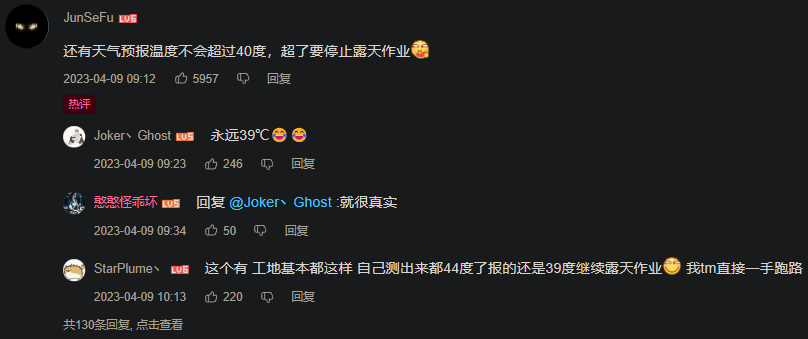 JunSeFu LV6
还有天气预报温度不会超过40度，超了要停止露天作业
2023-04-09 09:12 5957 回复
热评
Joker丶Ghost LV5 永远39℃
2023-04-09 09:23 246 回复
憨憨怪乖坏 LV5 回复 @Joker丶Ghost :就很真实
2023-04-09 09:34 50 回复
StarPlume丶 LV5 这个有 工地基本都这样 自己测出来都44度了报的还是39度继续露天作业 我tm直接一手跑路
2023-04-09 10:13 220 回复
共130条回复, 点击查看